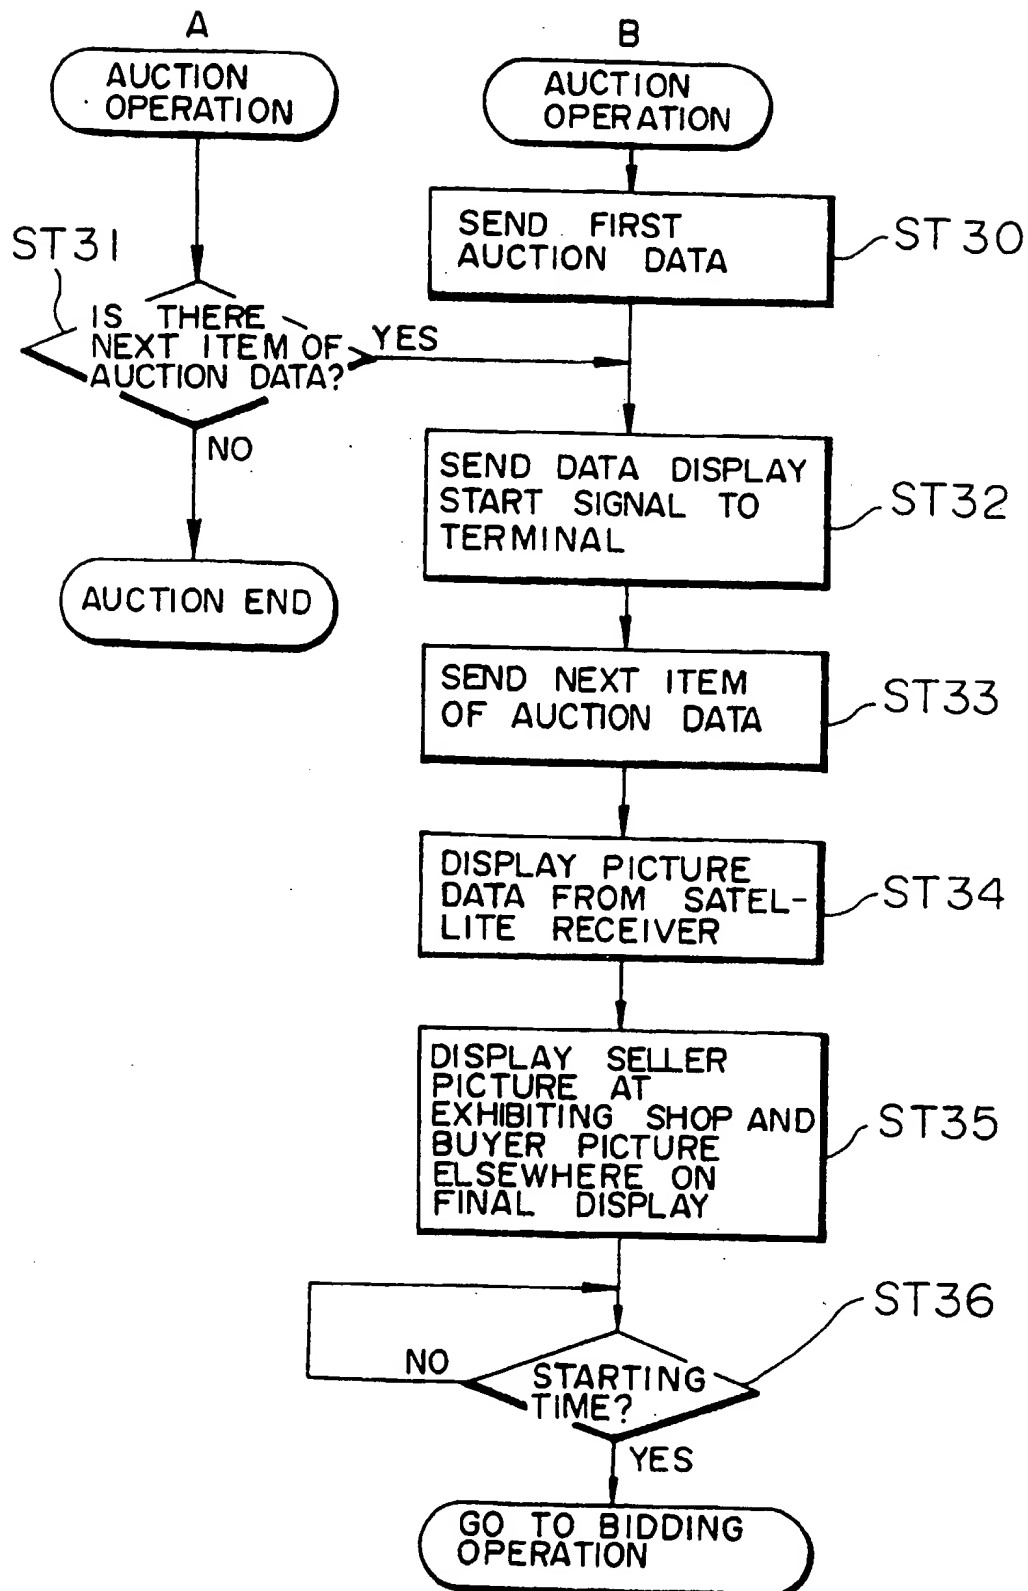 A
AUCTION
OPERATION
ST31
IS THERE
NEXT ITEM OF
AUCTION DATA?
YES
NO
AUCTION END
B
AUCTION
OPERATION
SEND FIRST
AUCTION DATA
ST30
SEND DATA DISPLAY
START SIGNAL TO
TERMINAL
ST32
SEND NEXT ITEM
OF AUCTION DATA
ST33
DISPLAY PICTURE
DATA FROM SATEL-
LITE RECEIVER
ST34
DISPLAY SELLER
PICTURE AT
EXHIBITING SHOP AND
BUYER PICTURE
ELSEWHERE ON
FINAL DISPLAY
ST35
STARTING
TIME?
ST36
NO
YES
GO TO BIDDING
OPERATION